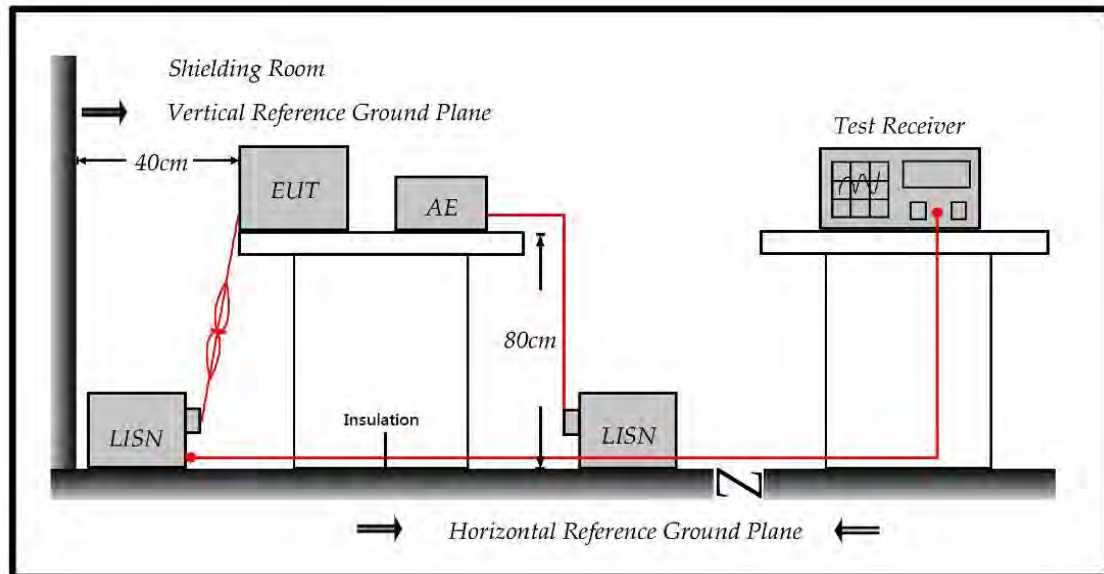 Shielding Room
Vertical Reference Ground Plane
Test Receiver
40cm
EUT
AE
80cm
Insulation
LISN
LISN
Horizontal Reference Ground Plane